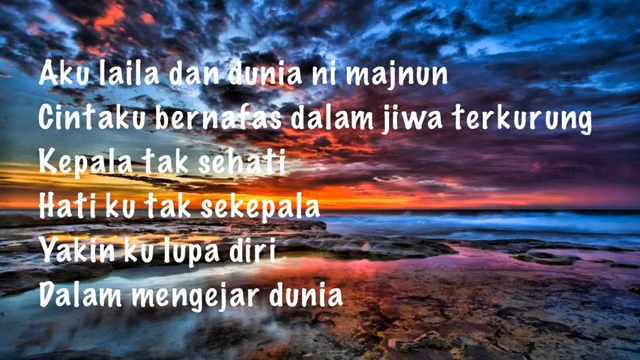 Aku laila dan dunia ni majnun
Cintaku bernafas dalam jiwa terkurung
Kepala tak sehati
Hati ku tak sekepala
Yakin ku lupa diri
Dalam mengejar dunia